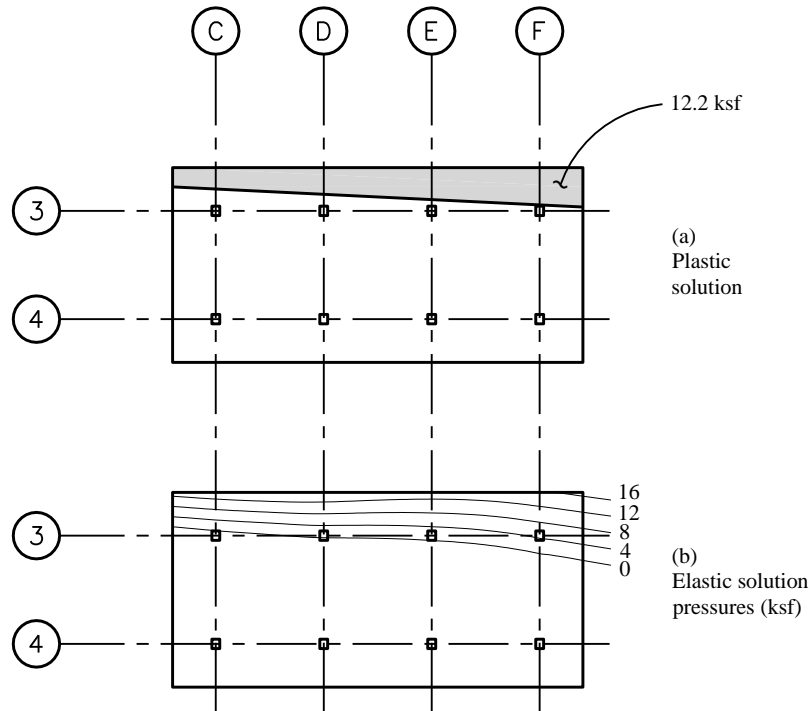 C D E F
12.2 ksf
3
(a)
Plastic
solution
4
16
12
8
3
4
(b)
0
Elastic solution
pressures (ksf)
4